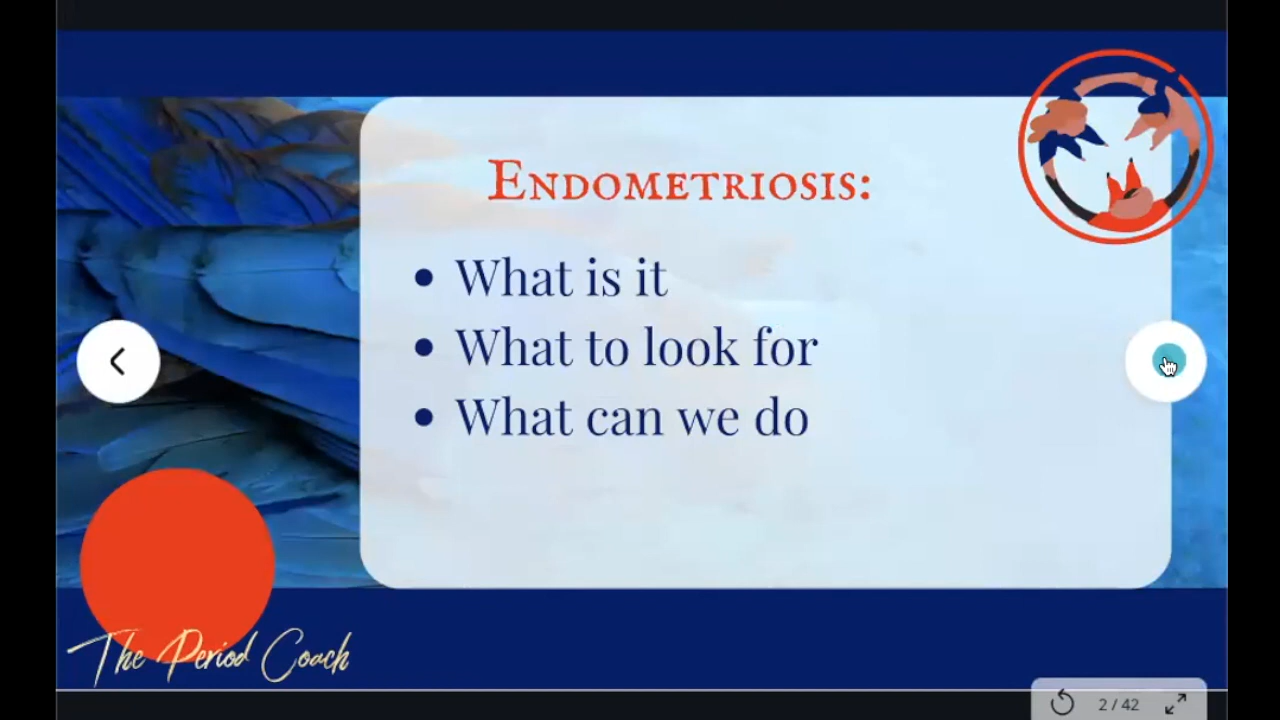 Endometriosis:
What is it
What to look for
What can we do
The Period Coach
2 / 42